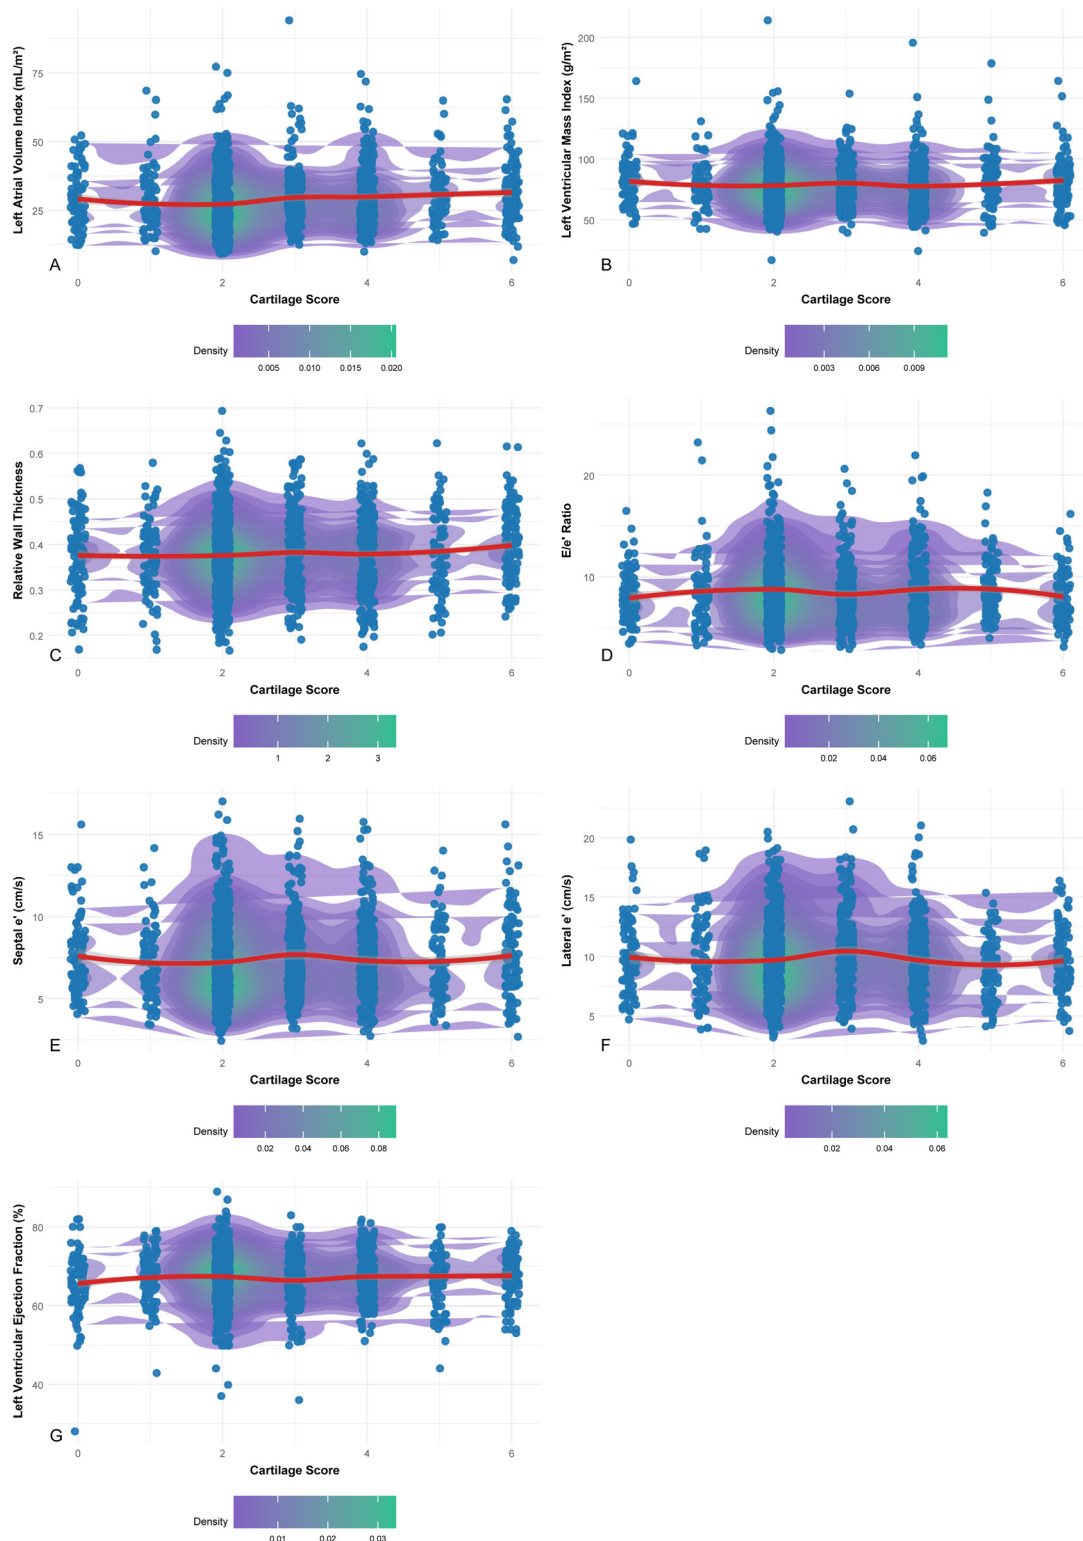 Left Atrial Volume Index (mL/m²)
75
50
25
A
0 2 4 6
Cartilage Score
Density
0.005 0.010 0.015 0.020
Left Ventricular Mass Index (g/m²)
200
150
100
50
B
0 2 4 6
Cartilage Score
Density
0.003 0.006 0.009
Relative Wall Thickness
0.7
0.6
0.5
0.4
0.3
0.2
C
0 2 4 6
Cartilage Score
Density
1 2 3
E/e' Ratio
20
10
D
0 2 4 6
Cartilage Score
Density
0.02 0.04 0.06
Septal e' (cm/s)
15
10
5
E
0 2 4 6
Cartilage Score
Density
0.02 0.04 0.06 0.08
Lateral e' (cm/s)
20
15
10
5
F
0 2 4 6
Cartilage Score
Density
0.02 0.04 0.06
Left Ventricular Ejection Fraction (%)
80
60
40
G
0 2 4 6
Cartilage Score
Density
0.01 0.02 0.03